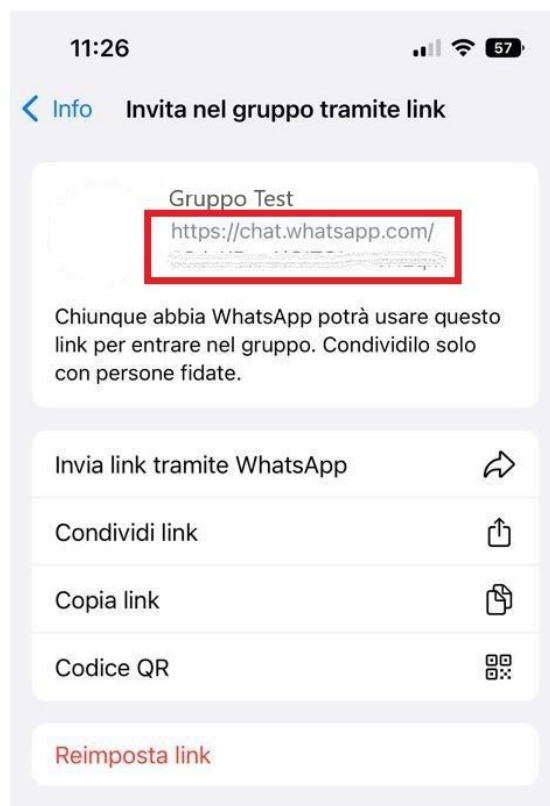 11:26
57
Info
Invita nel gruppo tramite link
Gruppo Test
https://chat.whatsapp.com/
Chiunque abbia WhatsApp potrà usare questo
link per entrare nel gruppo. Condividilo solo
con persone fidate.
Invia link tramite WhatsApp
Condividi link
Copia link
Codice QR
Reimposta link